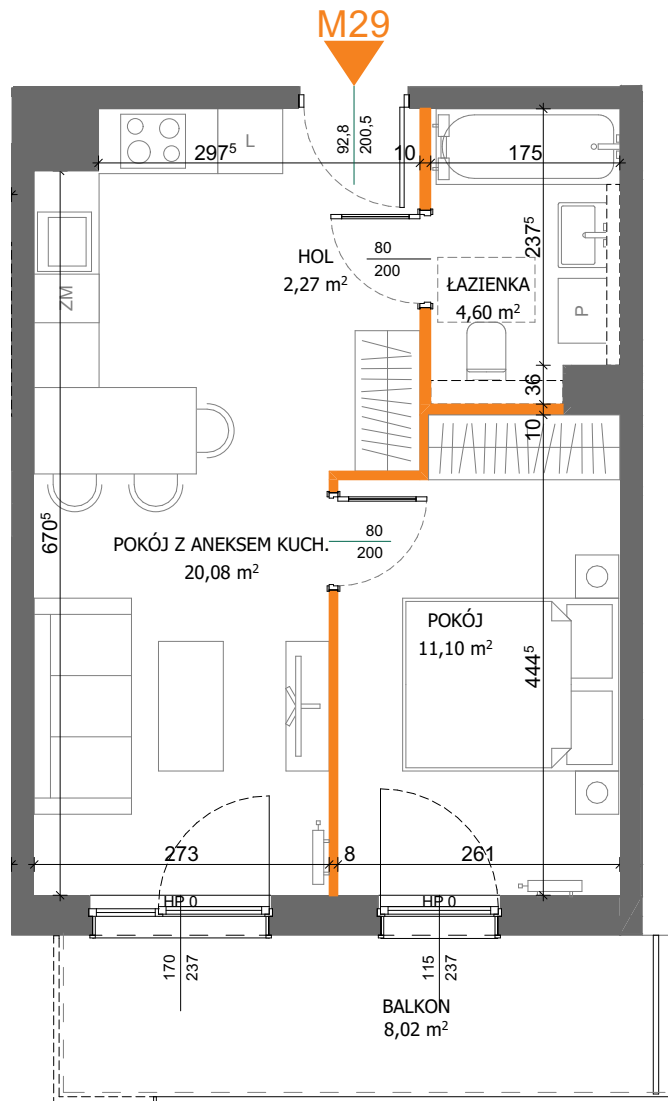 M29
92,8
200,5
L
297⁵
10
175
237⁵
HOL
2,27 m²
80
200
ŁAZIENKA
4,60 m²
ZM
P
36
10
670⁵
POKÓJ Z ANEKSEM KUCH.
20,08 m²
80
200
POKÓJ
11,10 m²
444⁵
273
8
261
HP 0
HP 0
170
237
115
237
BALKON
8,02 m²